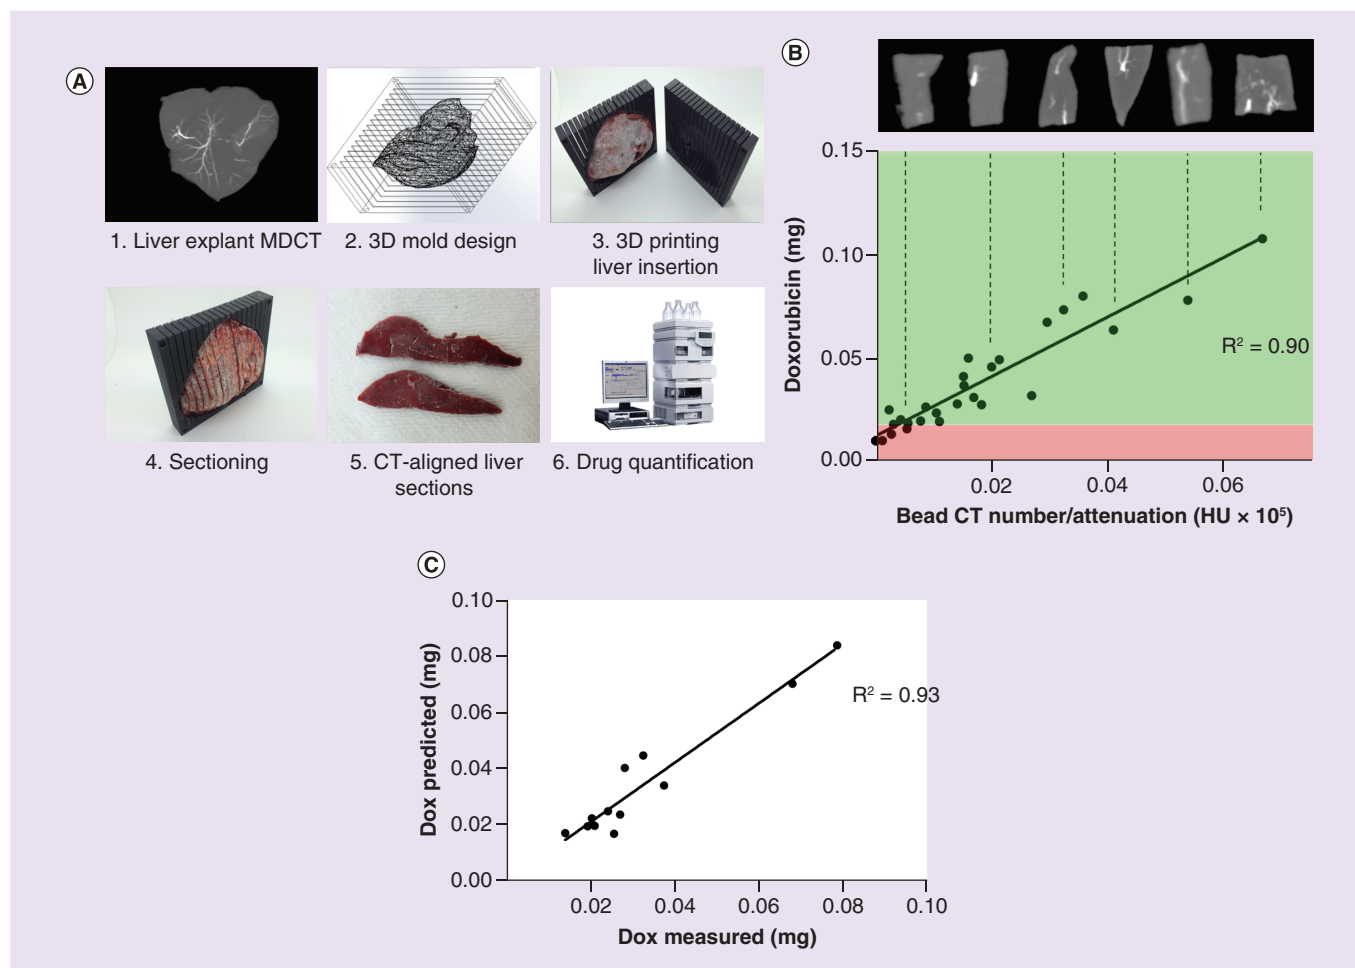 A
1. Liver explant MDCT
2. 3D mold design
3. 3D printing
liver insertion
4. Sectioning
5. CT-aligned liver
sections
6. Drug quantification
B
0.15
0.10
0.05
0.00
Doxorubicin (mg)
R² = 0.90
0.02 0.04 0.06
Bead CT number/attenuation (HU × 10⁵)
C
0.10
0.08
0.06
0.04
0.02
0.00
Dox predicted (mg)
R² = 0.93
0.02 0.04 0.06 0.08 0.10
Dox measured (mg)